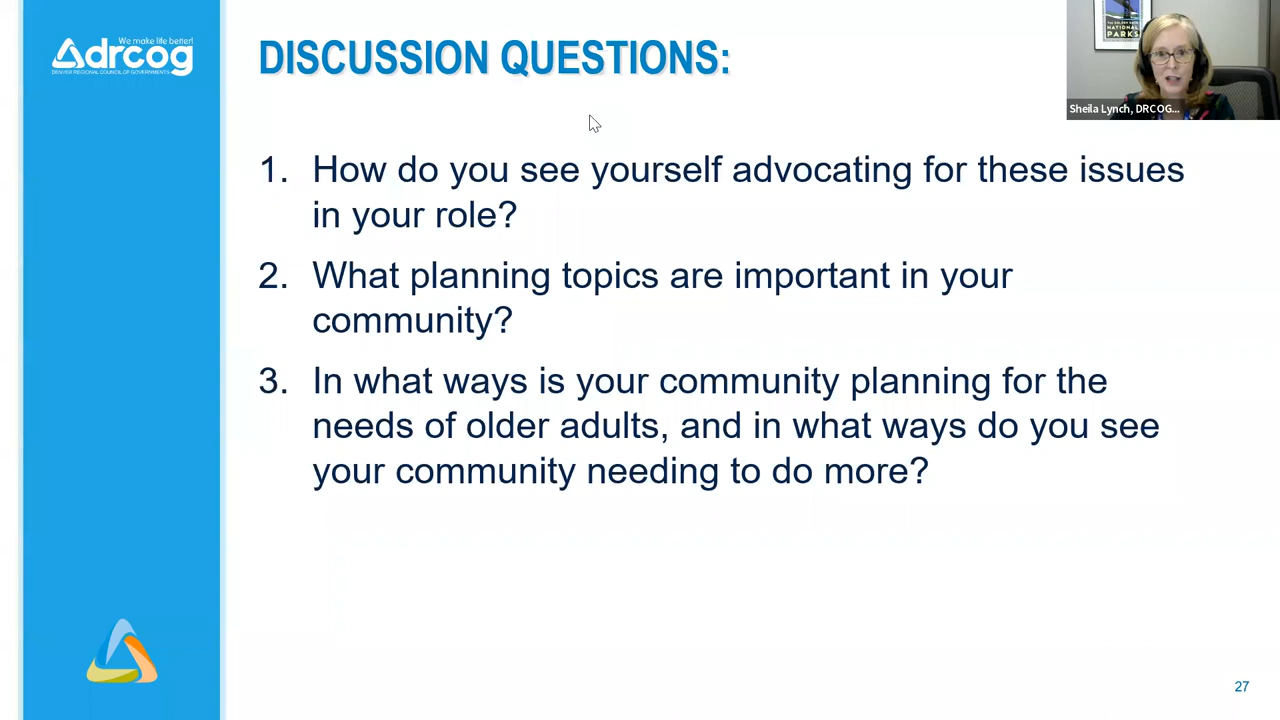 We make life better!
drcog
DENVER REGIONAL COUNCIL OF GOVERNMENTS
DISCUSSION QUESTIONS:
NATIONAL
PARKS
Sheila Lynch, DRCOG...
1. How do you see yourself advocating for these issues
in your role?
2. What planning topics are important in your
community?
3. In what ways is your community planning for the
needs of older adults, and in what ways do you see
your community needing to do more?
27